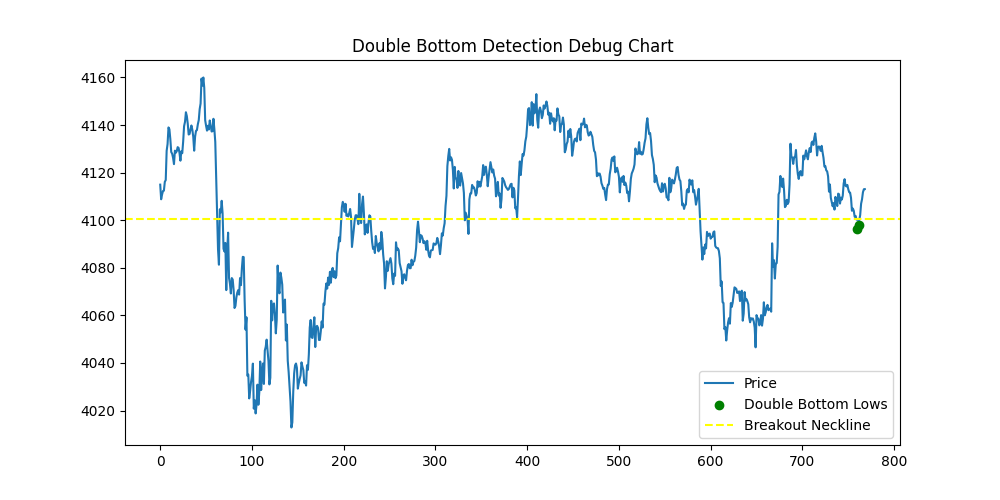 Double Bottom Detection Debug Chart
4160
4140
4120
4100
4080
4060
4040
4020
Price
Double Bottom Lows
Breakout Neckline
0 100 200 300 400 500 600 700 800